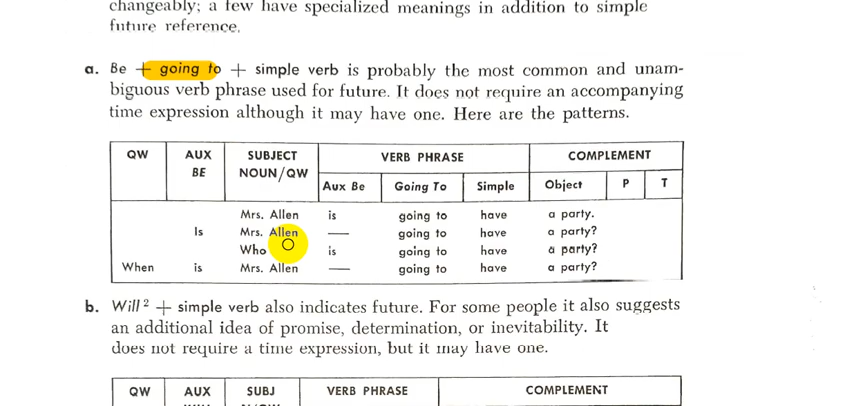 changeably; a few have specialized meanings in addition to simple
future reference.
a. Be + going to + simple verb is probably the most common and unam-
biguous verb phrase used for future. It does not require an accompanying
time expression although it may have one. Here are the patterns.
QW AUX BE SUBJECT NOUN/QW VERB PHRASE COMPLEMENT
Aux Be Going To Simple Object P T
Mrs. Allen is going to have a party.
Is Mrs. Allen — going to have a party?
Who is going to have a party?
When is Mrs. Allen — going to have a party?
b. Will² + simple verb also indicates future. For some people it also suggests
an additional idea of promise, determination, or inevitability. It
does not require a time expression, but it may have one.
QW AUX SUBJ VERB PHRASE COMPLEMENT